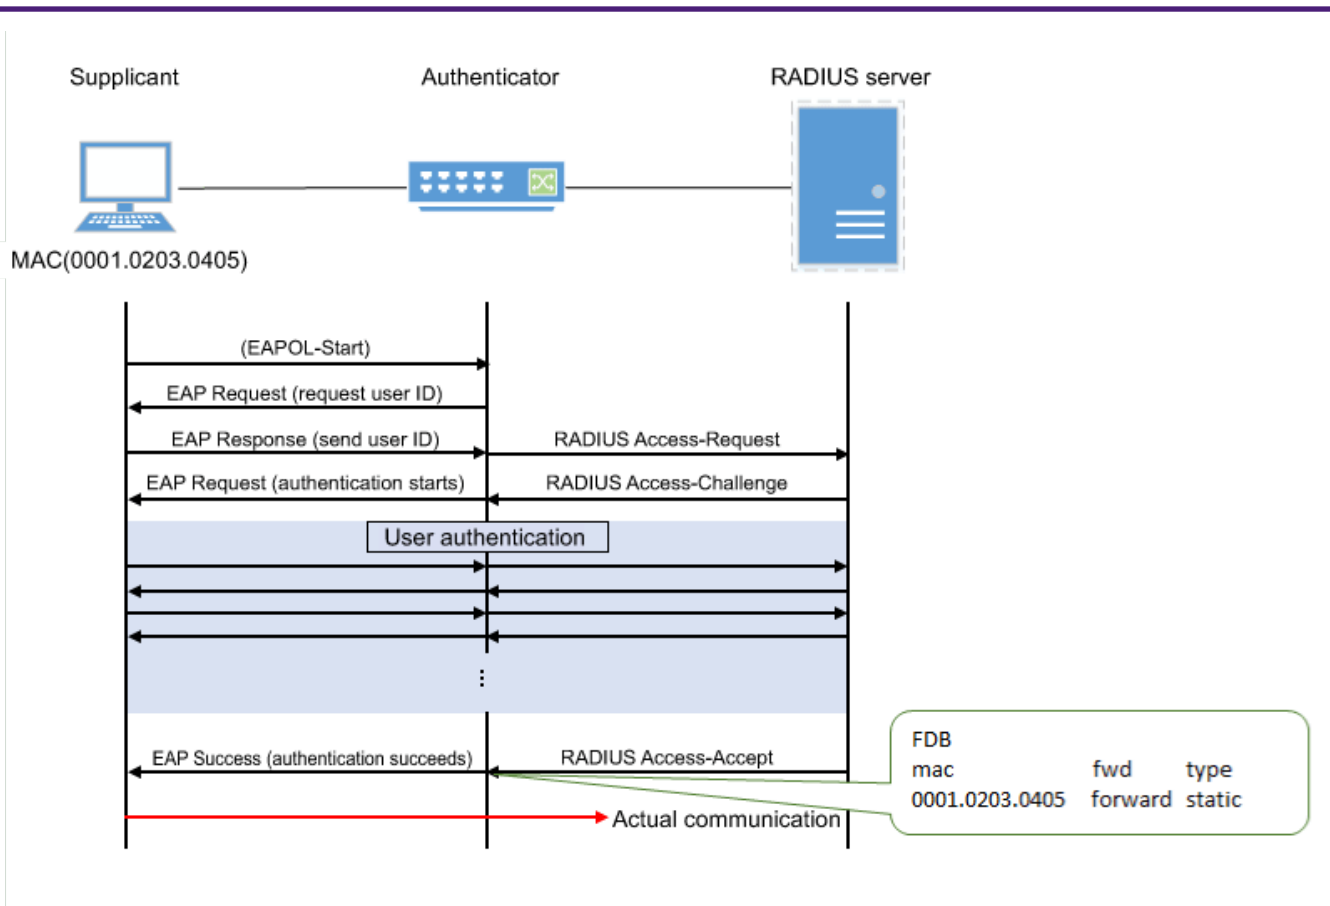 Supplicant
Authenticator
RADIUS server
MAC(0001.0203.0405)
(EAPOL-Start)
EAP Request (request user ID)
EAP Response (send user ID)
RADIUS Access-Request
EAP Request (authentication starts)
RADIUS Access-Challenge
User authentication
⋮
EAP Success (authentication succeeds)
RADIUS Access-Accept
FDB
mac fwd type
0001.0203.0405 forward static
Actual communication